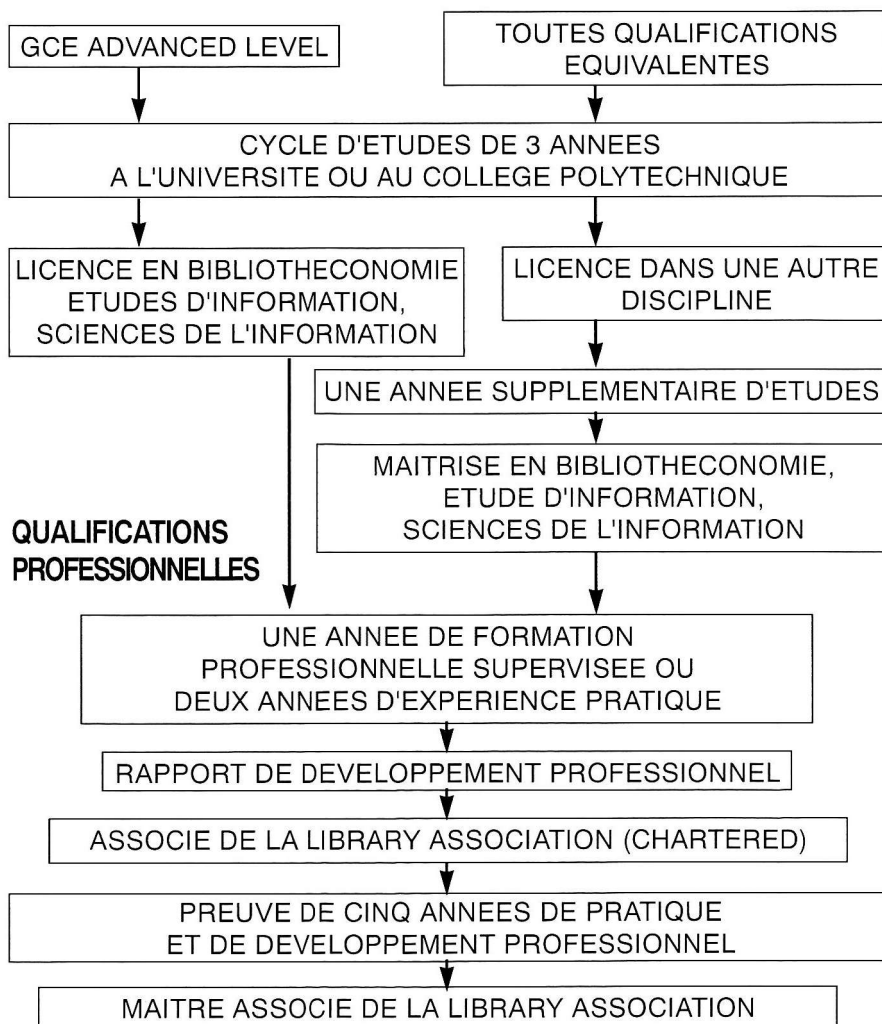 GCE ADVANCED LEVEL
TOUTES QUALIFICATIONS
EQUIVALENTES
CYCLE D'ETUDES DE 3 ANNEES
A L'UNIVERSITE OU AU COLLEGE POLYTECHNIQUE
LICENCE EN BIBLIOTHECONOMIE
ETUDES D'INFORMATION,
SCIENCES DE L'INFORMATION
LICENCE DANS UNE AUTRE
DISCIPLINE
UNE ANNEE SUPPLEMENTAIRE D'ETUDES
MAITRISE EN BIBLIOTHECONOMIE,
ETUDE D'INFORMATION,
SCIENCES DE L'INFORMATION
QUALIFICATIONS
PROFESSIONNELLES
UNE ANNEE DE FORMATION
PROFESSIONNELLE SUPERVISEE OU
DEUX ANNEES D'EXPERIENCE PRATIQUE
RAPPORT DE DEVELOPPEMENT PROFESSIONNEL
ASSOCIE DE LA LIBRARY ASSOCIATION (CHARTERED)
PREUVE DE CINQ ANNEES DE PRATIQUE
ET DE DEVELOPPEMENT PROFESSIONNEL
MAITRE ASSOCIE DE LA LIBRARY ASSOCIATION